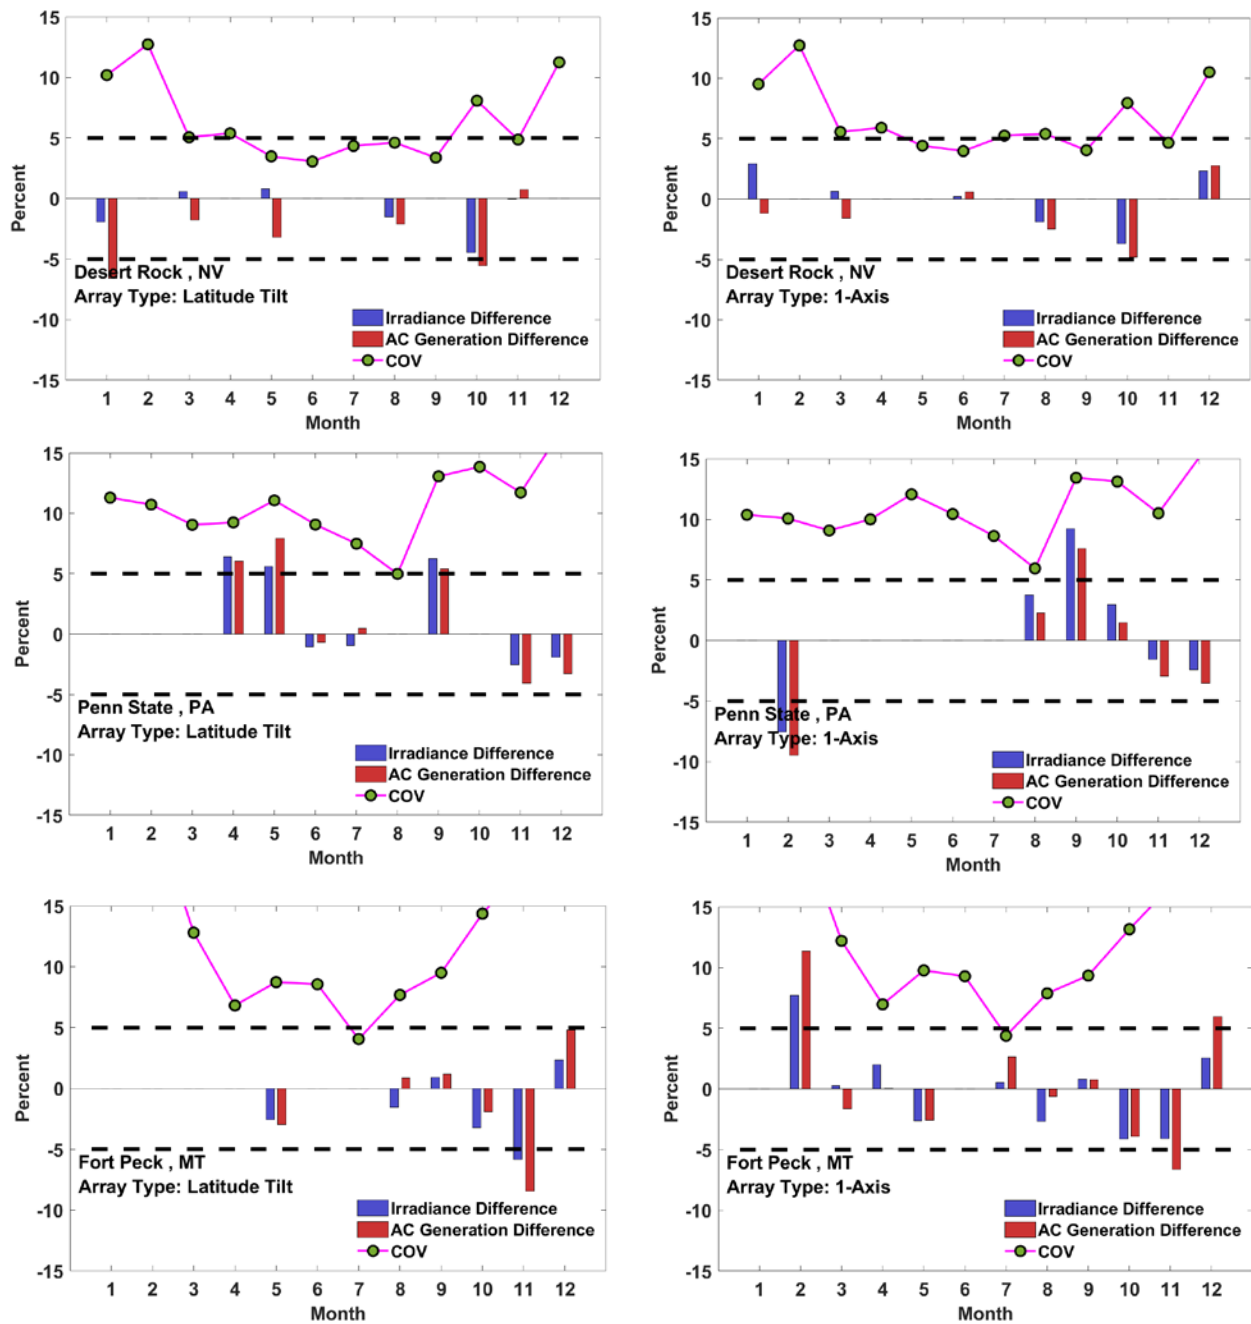 15
10
5
0
-5
-10
-15
Percent
Desert Rock , NV
Array Type: Latitude Tilt
Irradiance Difference
AC Generation Difference
COV
1 2 3 4 5 6 7 8 9 10 11 12
Month
15
10
5
0
-5
-10
-15
Percent
Desert Rock , NV
Array Type: 1-Axis
Irradiance Difference
AC Generation Difference
COV
1 2 3 4 5 6 7 8 9 10 11 12
Month
15
10
5
0
-5
-10
-15
Percent
Penn State , PA
Array Type: Latitude Tilt
Irradiance Difference
AC Generation Difference
COV
1 2 3 4 5 6 7 8 9 10 11 12
Month
15
10
5
0
-5
-10
-15
Percent
Penn State , PA
Array Type: 1-Axis
Irradiance Difference
AC Generation Difference
COV
1 2 3 4 5 6 7 8 9 10 11 12
Month
15
10
5
0
-5
-10
-15
Percent
Fort Peck , MT
Array Type: Latitude Tilt
Irradiance Difference
AC Generation Difference
COV
1 2 3 4 5 6 7 8 9 10 11 12
Month
15
10
5
0
-5
-10
-15
Percent
Fort Peck , MT
Array Type: 1-Axis
Irradiance Difference
AC Generation Difference
COV
1 2 3 4 5 6 7 8 9 10 11 12
Month